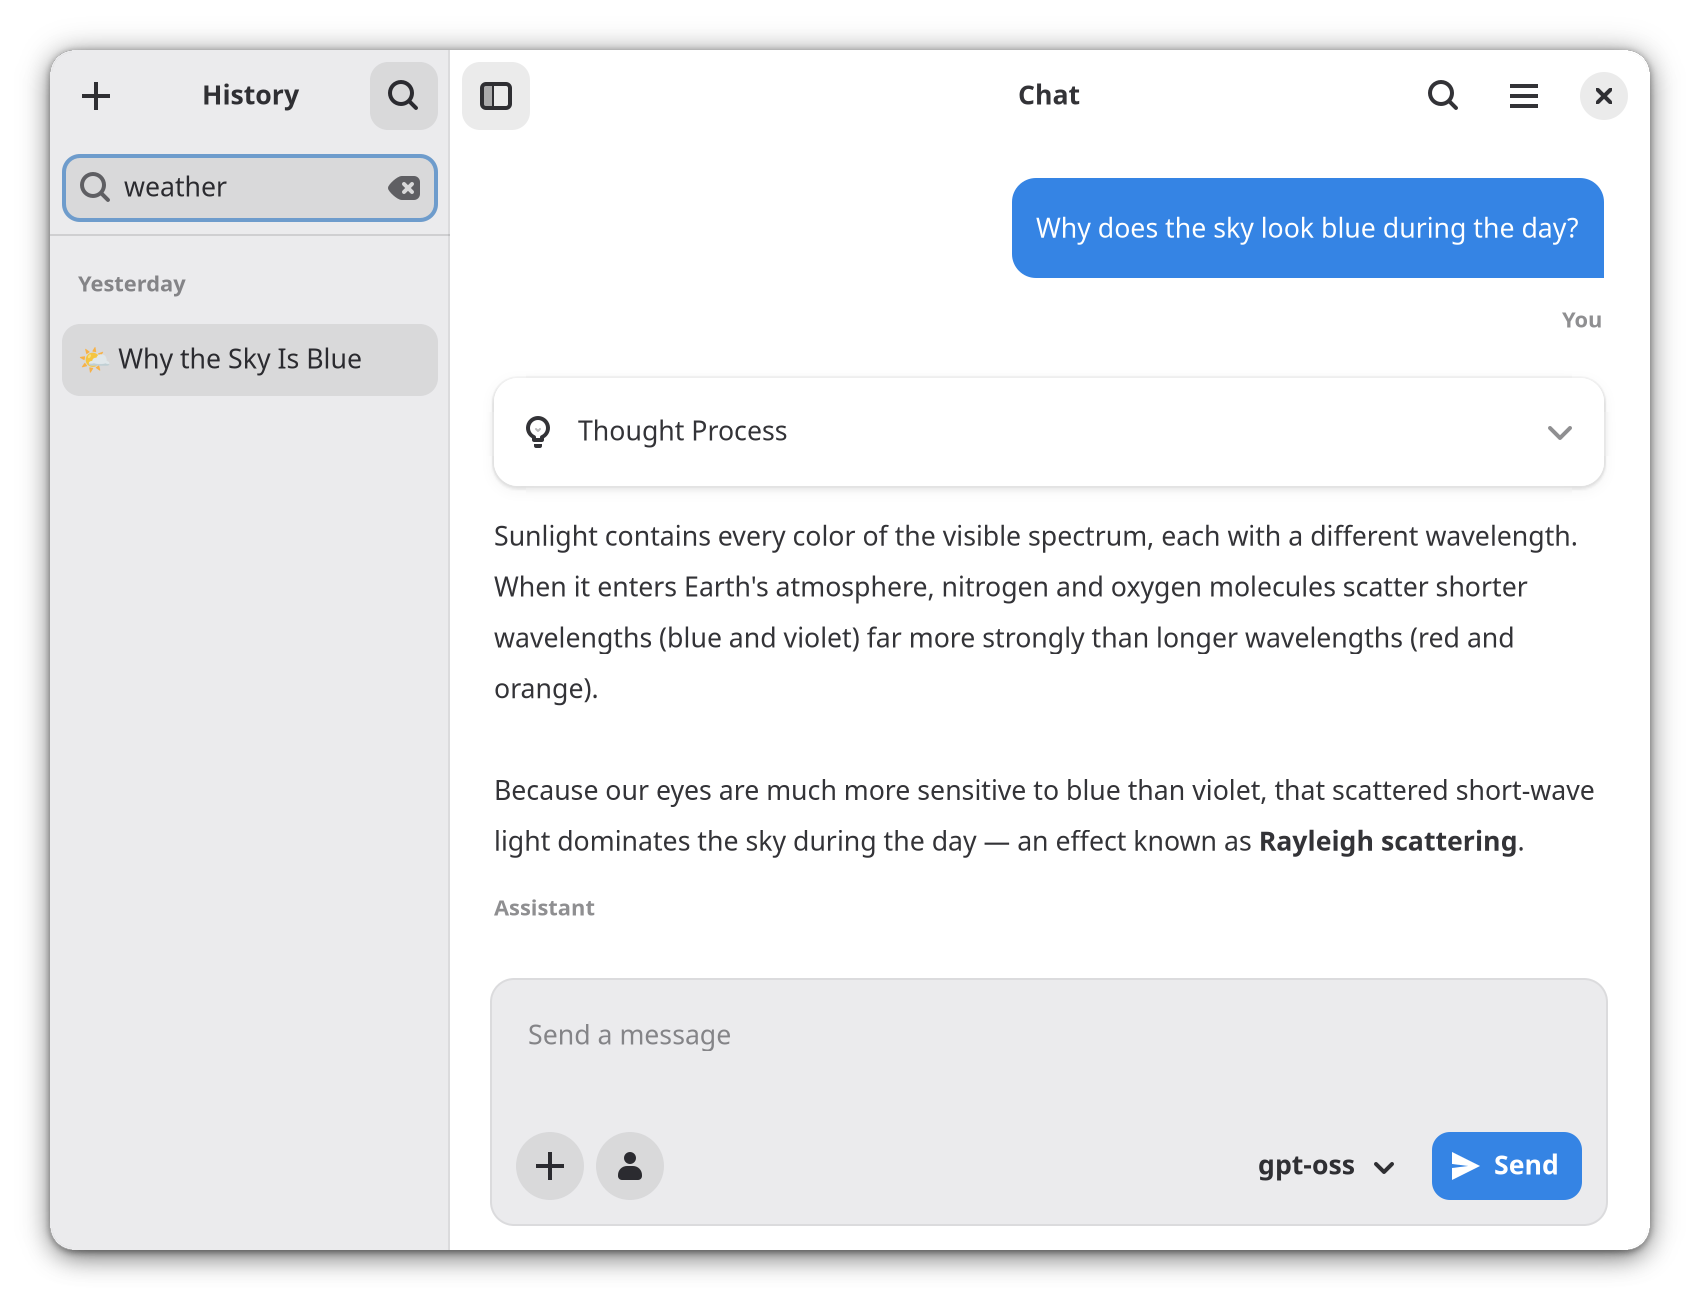 History
weather
Yesterday
🌤️ Why the Sky Is Blue
Chat
Why does the sky look blue during the day?
You
Thought Process
Sunlight contains every color of the visible spectrum, each with a different wavelength.
When it enters Earth's atmosphere, nitrogen and oxygen molecules scatter shorter
wavelengths (blue and violet) far more strongly than longer wavelengths (red and
orange).
Because our eyes are much more sensitive to blue than violet, that scattered short-wave
light dominates the sky during the day — an effect known as Rayleigh scattering.
Assistant
Send a message
gpt-oss
Send